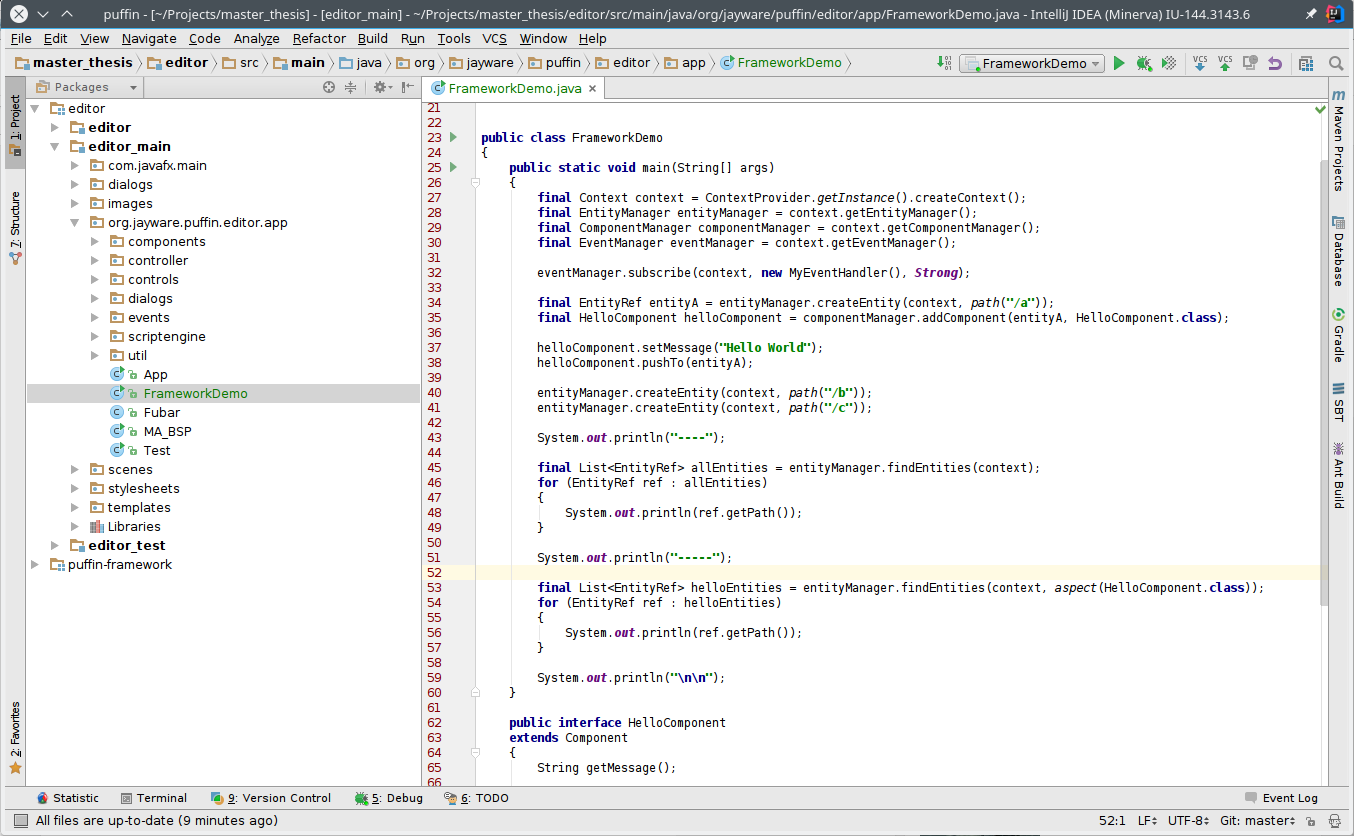 puffin - [~/Projects/master_thesis] - [editor_main] - ~/Projects/master_thesis/editor/src/main/java/org/jayware/puffin/editor/app/FrameworkDemo.java - IntelliJ IDEA (Minerva) IU-144.3143.6
File Edit View Navigate Code Analyze Refactor Build Run Tools VCS Window Help
master_thesis editor src main java org jayware puffin editor app FrameworkDemo FrameworkDemo VCS VCS
1: Project
7: Structure
2: Favorites
Packages
editor
editor
editor_main
com.javafx.main
dialogs
images
org.jayware.puffin.editor.app
components
controller
controls
dialogs
events
scriptengine
util
App
FrameworkDemo
Fubar
MA_BSP
Test
scenes
stylesheets
templates
Libraries
editor_test
puffin-framework
FrameworkDemo.java
21
22
23 public class FrameworkDemo
24 {
25 public static void main(String[] args)
26 {
27 final Context context = ContextProvider.getInstance().createContext();
28 final EntityManager entityManager = context.getEntityManager();
29 final ComponentManager componentManager = context.getComponentManager();
30 final EventManager eventManager = context.getEventManager();
31
32 eventManager.subscribe(context, new MyEventHandler(), Strong);
33
34 final EntityRef entityA = entityManager.createEntity(context, path("/a"));
35 final HelloComponent helloComponent = componentManager.addComponent(entityA, HelloComponent.class);
36
37 helloComponent.setMessage("Hello World");
38 helloComponent.pushTo(entityA);
39
40 entityManager.createEntity(context, path("/b"));
41 entityManager.createEntity(context, path("/c"));
42
43 System.out.println("----");
44
45 final List<EntityRef> allEntities = entityManager.findEntities(context);
46 for (EntityRef ref : allEntities)
47 {
48 System.out.println(ref.getPath());
49 }
50
51 System.out.println("-----");
52
53 final List<EntityRef> helloEntities = entityManager.findEntities(context, aspect(HelloComponent.class));
54 for (EntityRef ref : helloEntities)
55 {
56 System.out.println(ref.getPath());
57 }
58
59 System.out.println("\n\n");
60 }
61
62 public interface HelloComponent
63 extends Component
64 {
65 String getMessage();
66
Maven Projects
Database
Gradle
SBT
Ant Build
Statistic Terminal 9: Version Control 5: Debug 6: TODO Event Log
All files are up-to-date (9 minutes ago) 52:1 LF UTF-8 Git: master